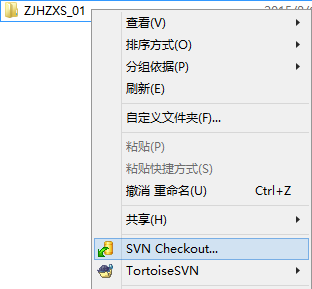 ZJHZXS_01
查看(V)
排序方式(O)
分组依据(P)
刷新(E)
自定义文件夹(F)...
粘贴(P)
粘贴快捷方式(S)
撤消 重命名(U) Ctrl+Z
共享(H)
SVN Checkout...
TortoiseSVN